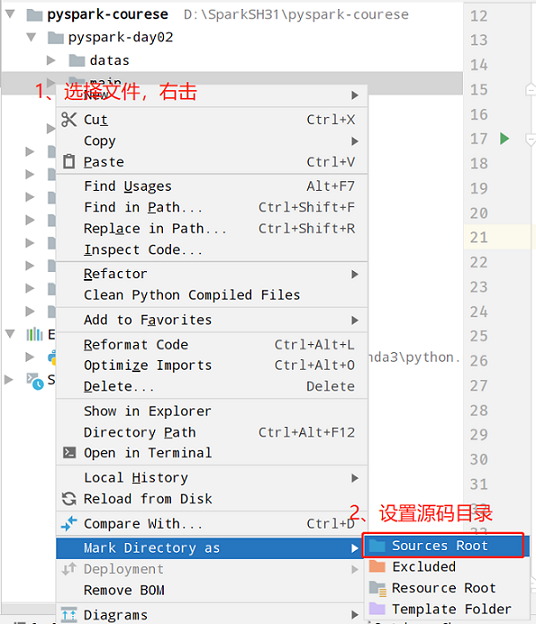 pyspark-courese D:\SparkSH31\pyspark-courese
pyspark-day02
datas
main
1、选择文件，右击
New
Cut Ctrl+X
Copy
Paste Ctrl+V
Find Usages Alt+F7
Find in Path... Ctrl+Shift+F
Replace in Path... Ctrl+Shift+R
Inspect Code...
Refactor
Clean Python Compiled Files
Add to Favorites
E
Reformat Code Ctrl+Alt+L
Optimize Imports Ctrl+Alt+O
nda3\python.
Delete... Delete
S
Show in Explorer
Directory Path Ctrl+Alt+F12
Open in Terminal
Local History
Reload from Disk
2、设置源码目录
Compare With... Ctrl+D
Mark Directory as
Sources Root
Excluded
Resource Root
Template Folder
Deployment
Remove BOM
Diagrams
12
13
14
15
16
17
18
19
20
21
22
23
24
25
26
27
28
29
30
31